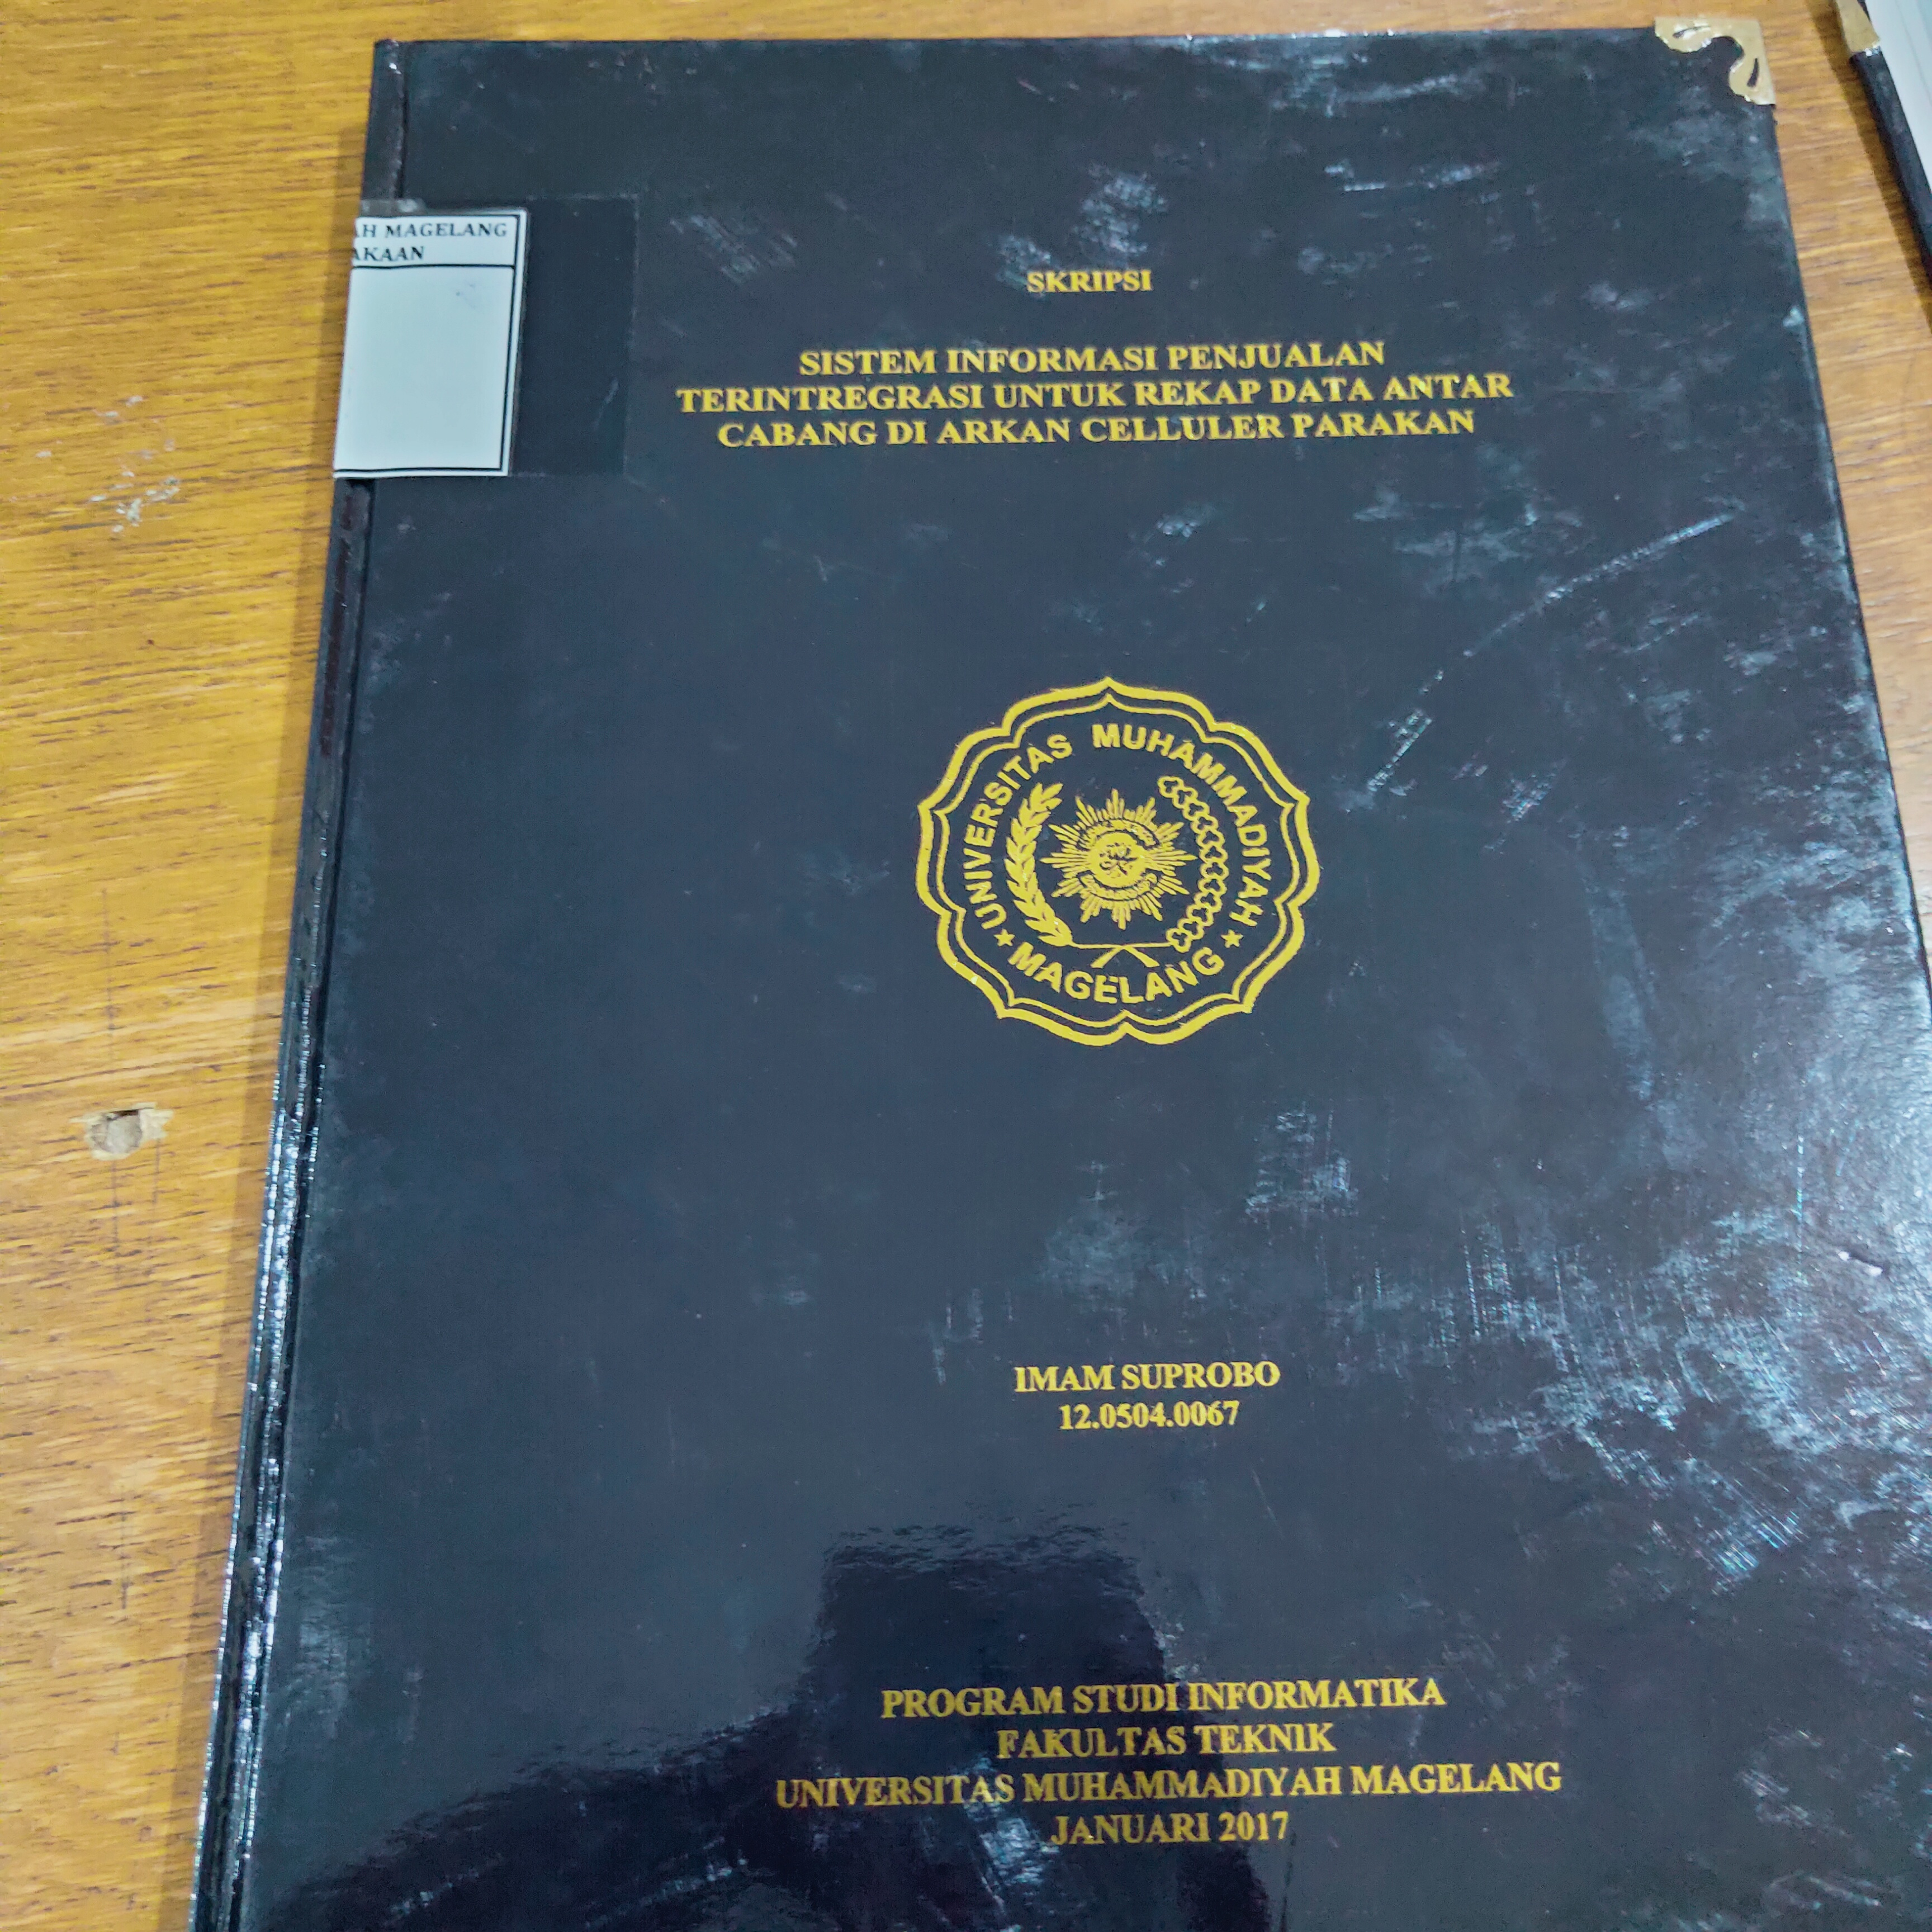 AH MAGELANG
AKAAN
SKRIPSI
SISTEM INFORMASI PENJUALAN
TERINTREGRASI UNTUK REKAP DATA ANTAR
CABANG DI ARKAN CELLULER PARAKAN
UNIVERSITAS MUHAMMADIYAH
MAGELANG
IMAM SUPROBO
12.0504.0067
PROGRAM STUDI INFORMATIKA
FAKULTAS TEKNIK
UNIVERSITAS MUHAMMADIYAH MAGELANG
JANUARI 2017